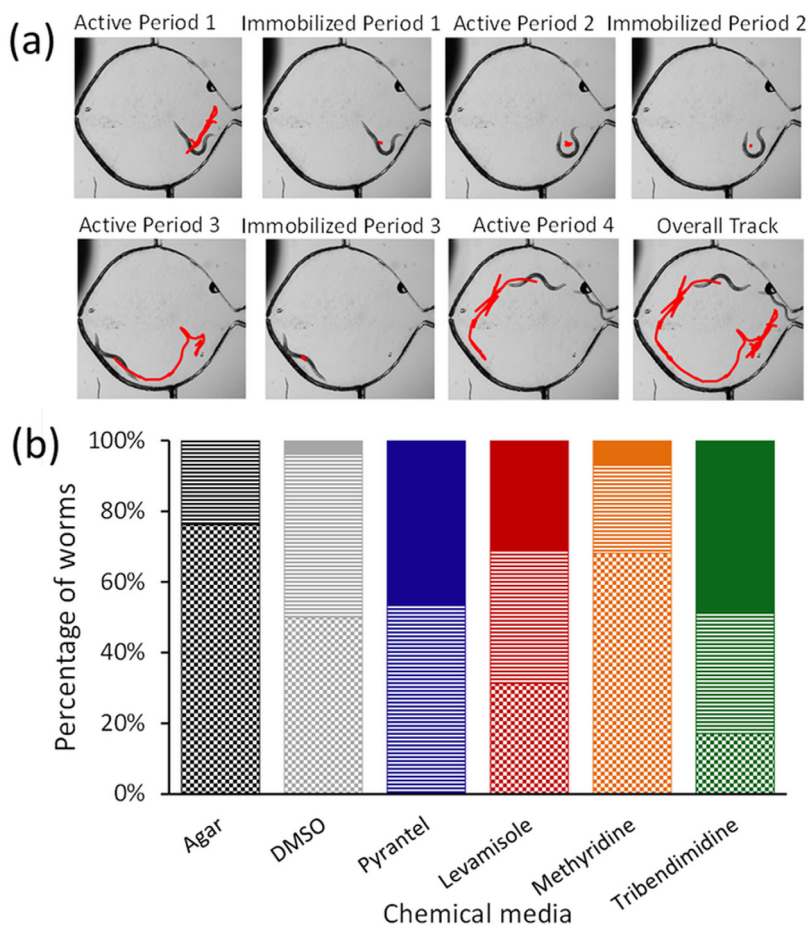 (a)
Active Period 1 Immobilized Period 1 Active Period 2 Immobilized Period 2
Active Period 3 Immobilized Period 3 Active Period 4 Overall Track
(b)
Percentage of worms
100%
80%
60%
40%
20%
0%
Agar DMSO Pyrantel Levamisole Methyridine Tribendimidine
Chemical media